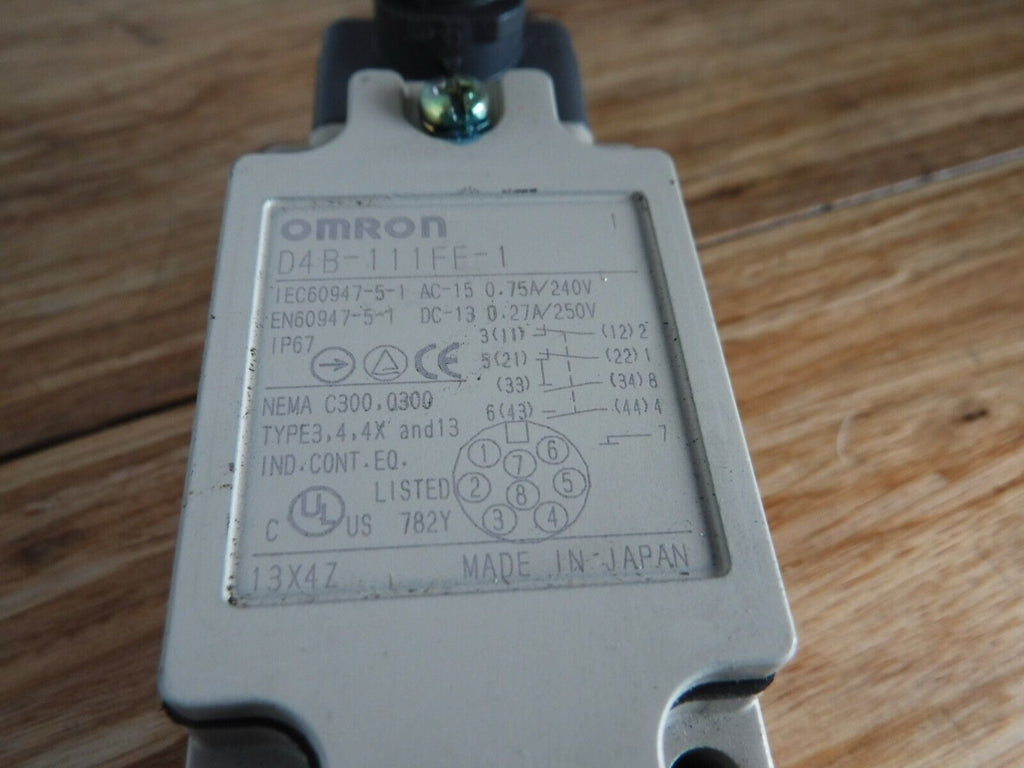 OMRON
D4B-111FE-1
IEC60947-5-1 AC-15 0.75A/240V
EN60947-5-1 DC-13 0.27A/250V
IP67
CE
3(11) (12)2
5(21) (22)1
(33) (34)8
6(43) (44)4
7
NEMA C300,Q300
TYPE3,4,4X and13
IND.CONT.EQ.
C UL US
LISTED
782Y
1 6
7
2 5
8
3 4
13X4Z MADE IN JAPAN